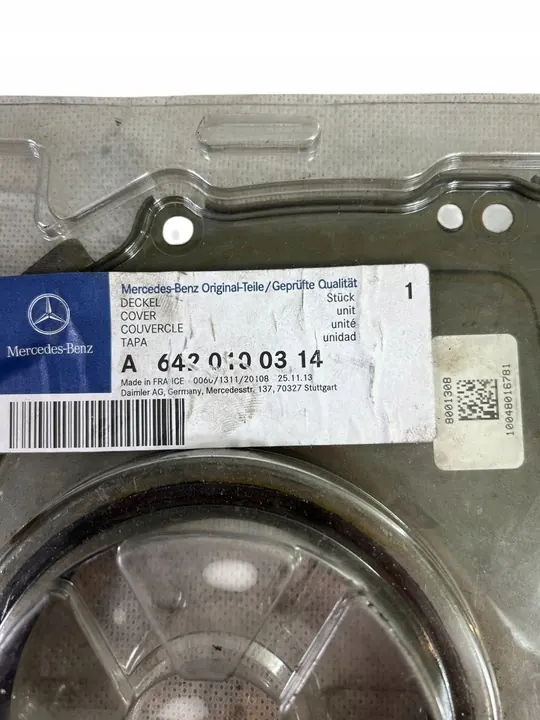 Mercedes-Benz Original-Teile/Geprüfte Qualität
DECKEL Stück 1
COVER unit
COUVERCLE unité
TAPA unidad
A 642 010 03 14
Made in FRANCE 0060/1311/20108 25.11.13
Daimler AG, Germany, Mercedesstr. 137, 70327 Stuttgart
Mercedes-Benz
8001308
10048016781